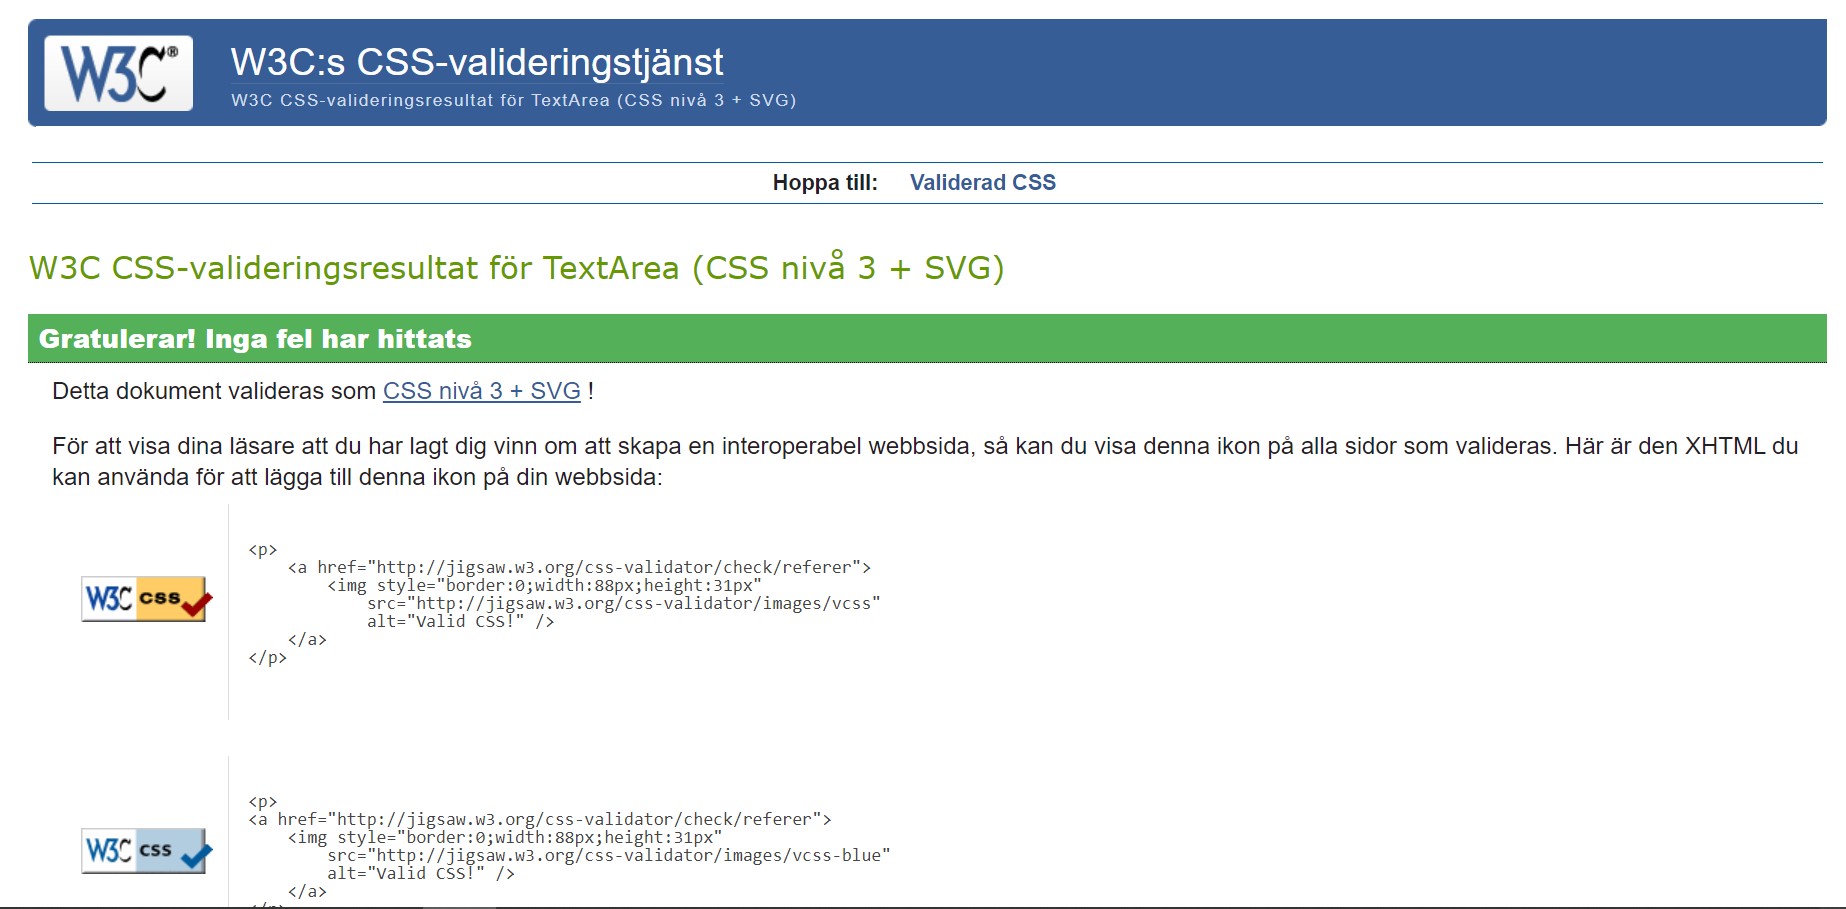 W3C®
W3C:s CSS-valideringstjänst
W3C CSS-valideringsresultat för TextArea (CSS nivå 3 + SVG)
Hoppa till: Validerad CSS
W3C CSS-valideringsresultat för TextArea (CSS nivå 3 + SVG)
Gratulerar! Inga fel har hittats
Detta dokument valideras som CSS nivå 3 + SVG !
För att visa dina läsare att du har lagt dig vinn om att skapa en interoperabel webbsida, så kan du visa denna ikon på alla sidor som valideras. Här är den XHTML du
kan använda för att lägga till denna ikon på din webbsida:
W3C css
<p>
<a href="http://jigsaw.w3.org/css-validator/check/referer">
<img style="border:0;width:88px;height:31px"
src="http://jigsaw.w3.org/css-validator/images/vcss"
alt="Valid CSS!" />
</a>
</p>
W3C css
<p>
<a href="http://jigsaw.w3.org/css-validator/check/referer">
<img style="border:0;width:88px;height:31px"
src="http://jigsaw.w3.org/css-validator/images/vcss-blue"
alt="Valid CSS!" />
</a>